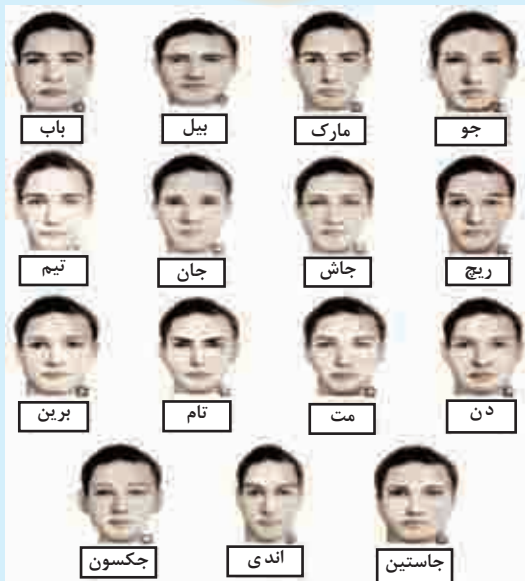 جو مارک بیل باب
ریچ جاش جان تیم
دن مت تام برین
جاستین اندی جکسون